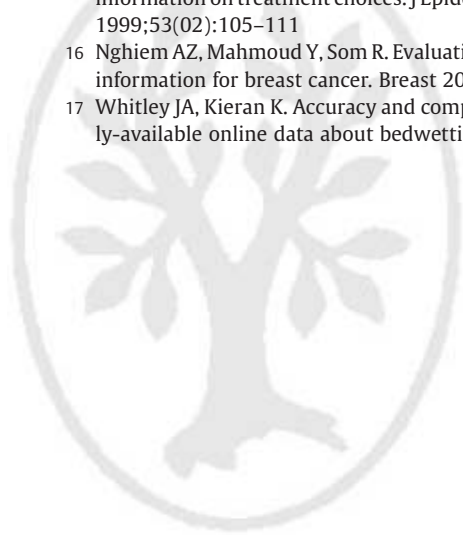 information on treatment choices. J Epide
1999;53(02):105–111
16 Nghiem AZ, Mahmoud Y, Som R. Evaluati
information for breast cancer. Breast 20
17 Whitley JA, Kieran K. Accuracy and comp
ly-available online data about bedwetti